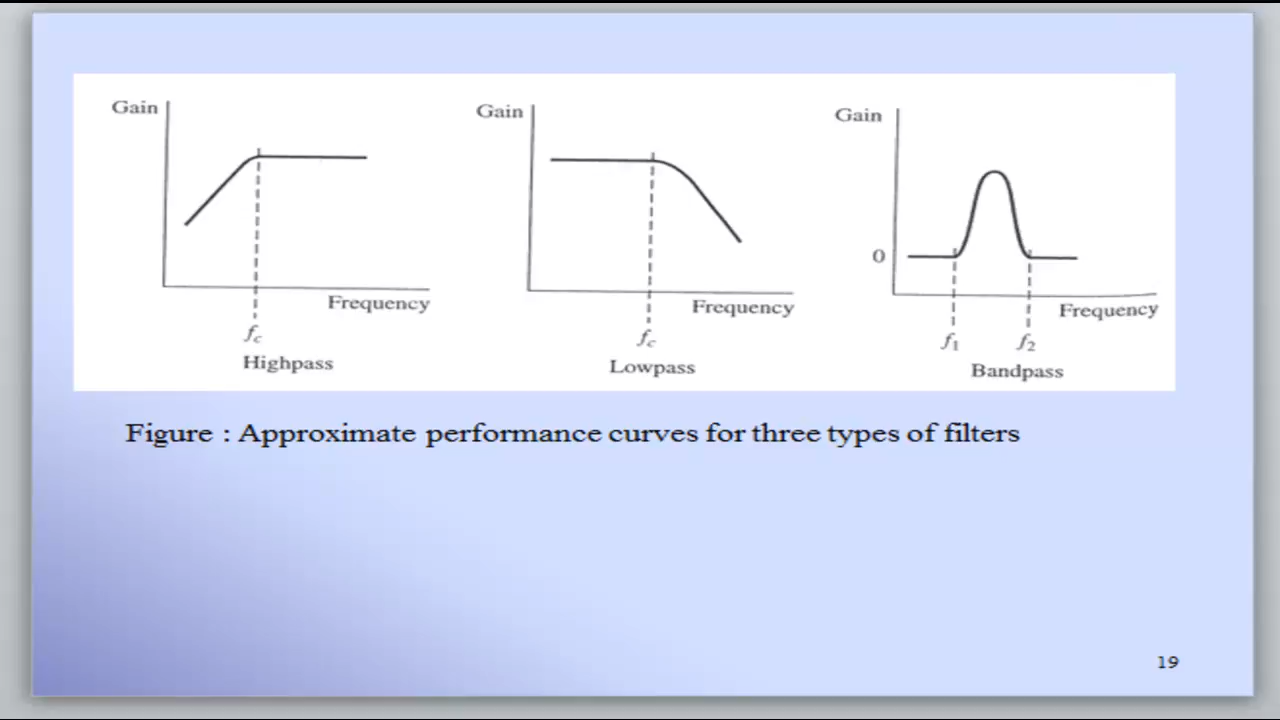 Gain
Frequency
fc
Highpass
Gain
Frequency
fc
Lowpass
Gain
0
Frequency
f1
f2
Bandpass
Figure : Approximate performance curves for three types of filters
19